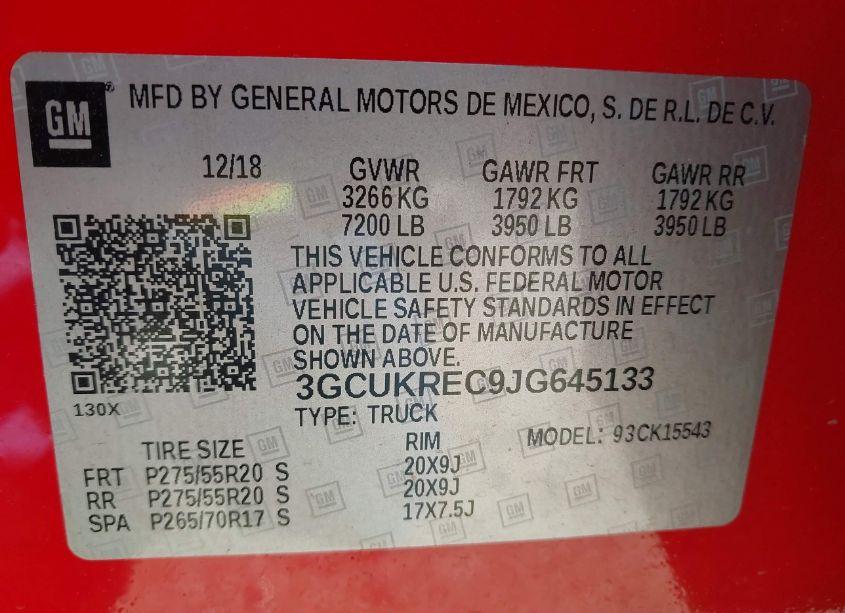 GM® MFD BY GENERAL MOTORS DE MEXICO, S. DE R.L. DE C.V.
12/18 GVWR GAWR FRT GAWR RR
3266 KG 1792 KG 1792 KG
7200 LB 3950 LB 3950 LB
THIS VEHICLE CONFORMS TO ALL
APPLICABLE U.S. FEDERAL MOTOR
VEHICLE SAFETY STANDARDS IN EFFECT
ON THE DATE OF MANUFACTURE
SHOWN ABOVE.
3GCUKREC9JG645133
130X
TYPE: TRUCK
TIRE SIZE RIM MODEL: 93CK15543
FRT P275/55R20 S 20X9J
RR P275/55R20 S 20X9J
SPA P265/70R17 S 17X7.5J